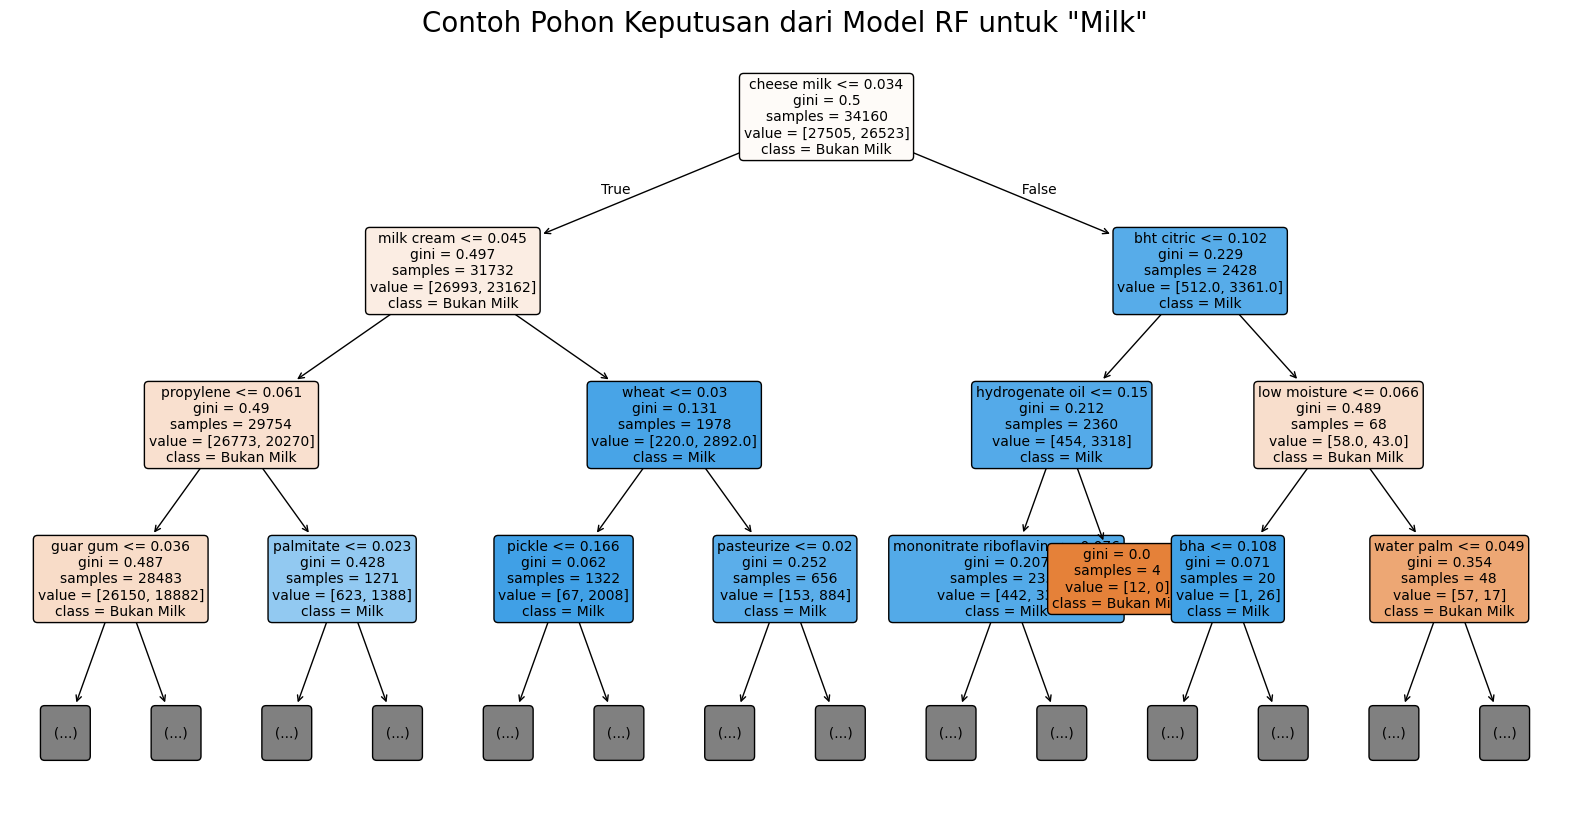 Contoh Pohon Keputusan dari Model RF untuk "Milk"
cheese milk <= 0.034
gini = 0.5
samples = 34160
value = [27505, 26523]
class = Bukan Milk
True
False
milk cream <= 0.045
gini = 0.497
samples = 31732
value = [26993, 23162]
class = Bukan Milk
bht citric <= 0.102
gini = 0.229
samples = 2428
value = [512.0, 3361.0]
class = Milk
propylene <= 0.061
gini = 0.49
samples = 29754
value = [26773, 20270]
class = Bukan Milk
wheat <= 0.03
gini = 0.131
samples = 1978
value = [220.0, 2892.0]
class = Milk
hydrogenate oil <= 0.15
gini = 0.212
samples = 2360
value = [454, 3318]
class = Milk
low moisture <= 0.066
gini = 0.489
samples = 68
value = [58.0, 43.0]
class = Bukan Milk
guar gum <= 0.036
gini = 0.487
samples = 28483
value = [26150, 18882]
class = Bukan Milk
palmitate <= 0.023
gini = 0.428
samples = 1271
value = [623, 1388]
class = Milk
pickle <= 0.166
gini = 0.062
samples = 1322
value = [67, 2008]
class = Milk
pasteurize <= 0.02
gini = 0.252
samples = 656
value = [153, 884]
class = Milk
mononitrate riboflavin
gini = 0.207
samples =
value = [442,
class = Milk
gini = 0.0
samples = 4
value = [12, 0]
class = Bukan
bha <= 0.108
gini = 0.071
samples = 20
value = [1, 26]
class = Milk
water palm <= 0.049
gini = 0.354
samples = 48
value = [57, 17]
class = Bukan Milk
(...)
(...)
(...)
(...)
(...)
(...)
(...)
(...)
(...)
(...)
(...)
(...)
(...)
(...)